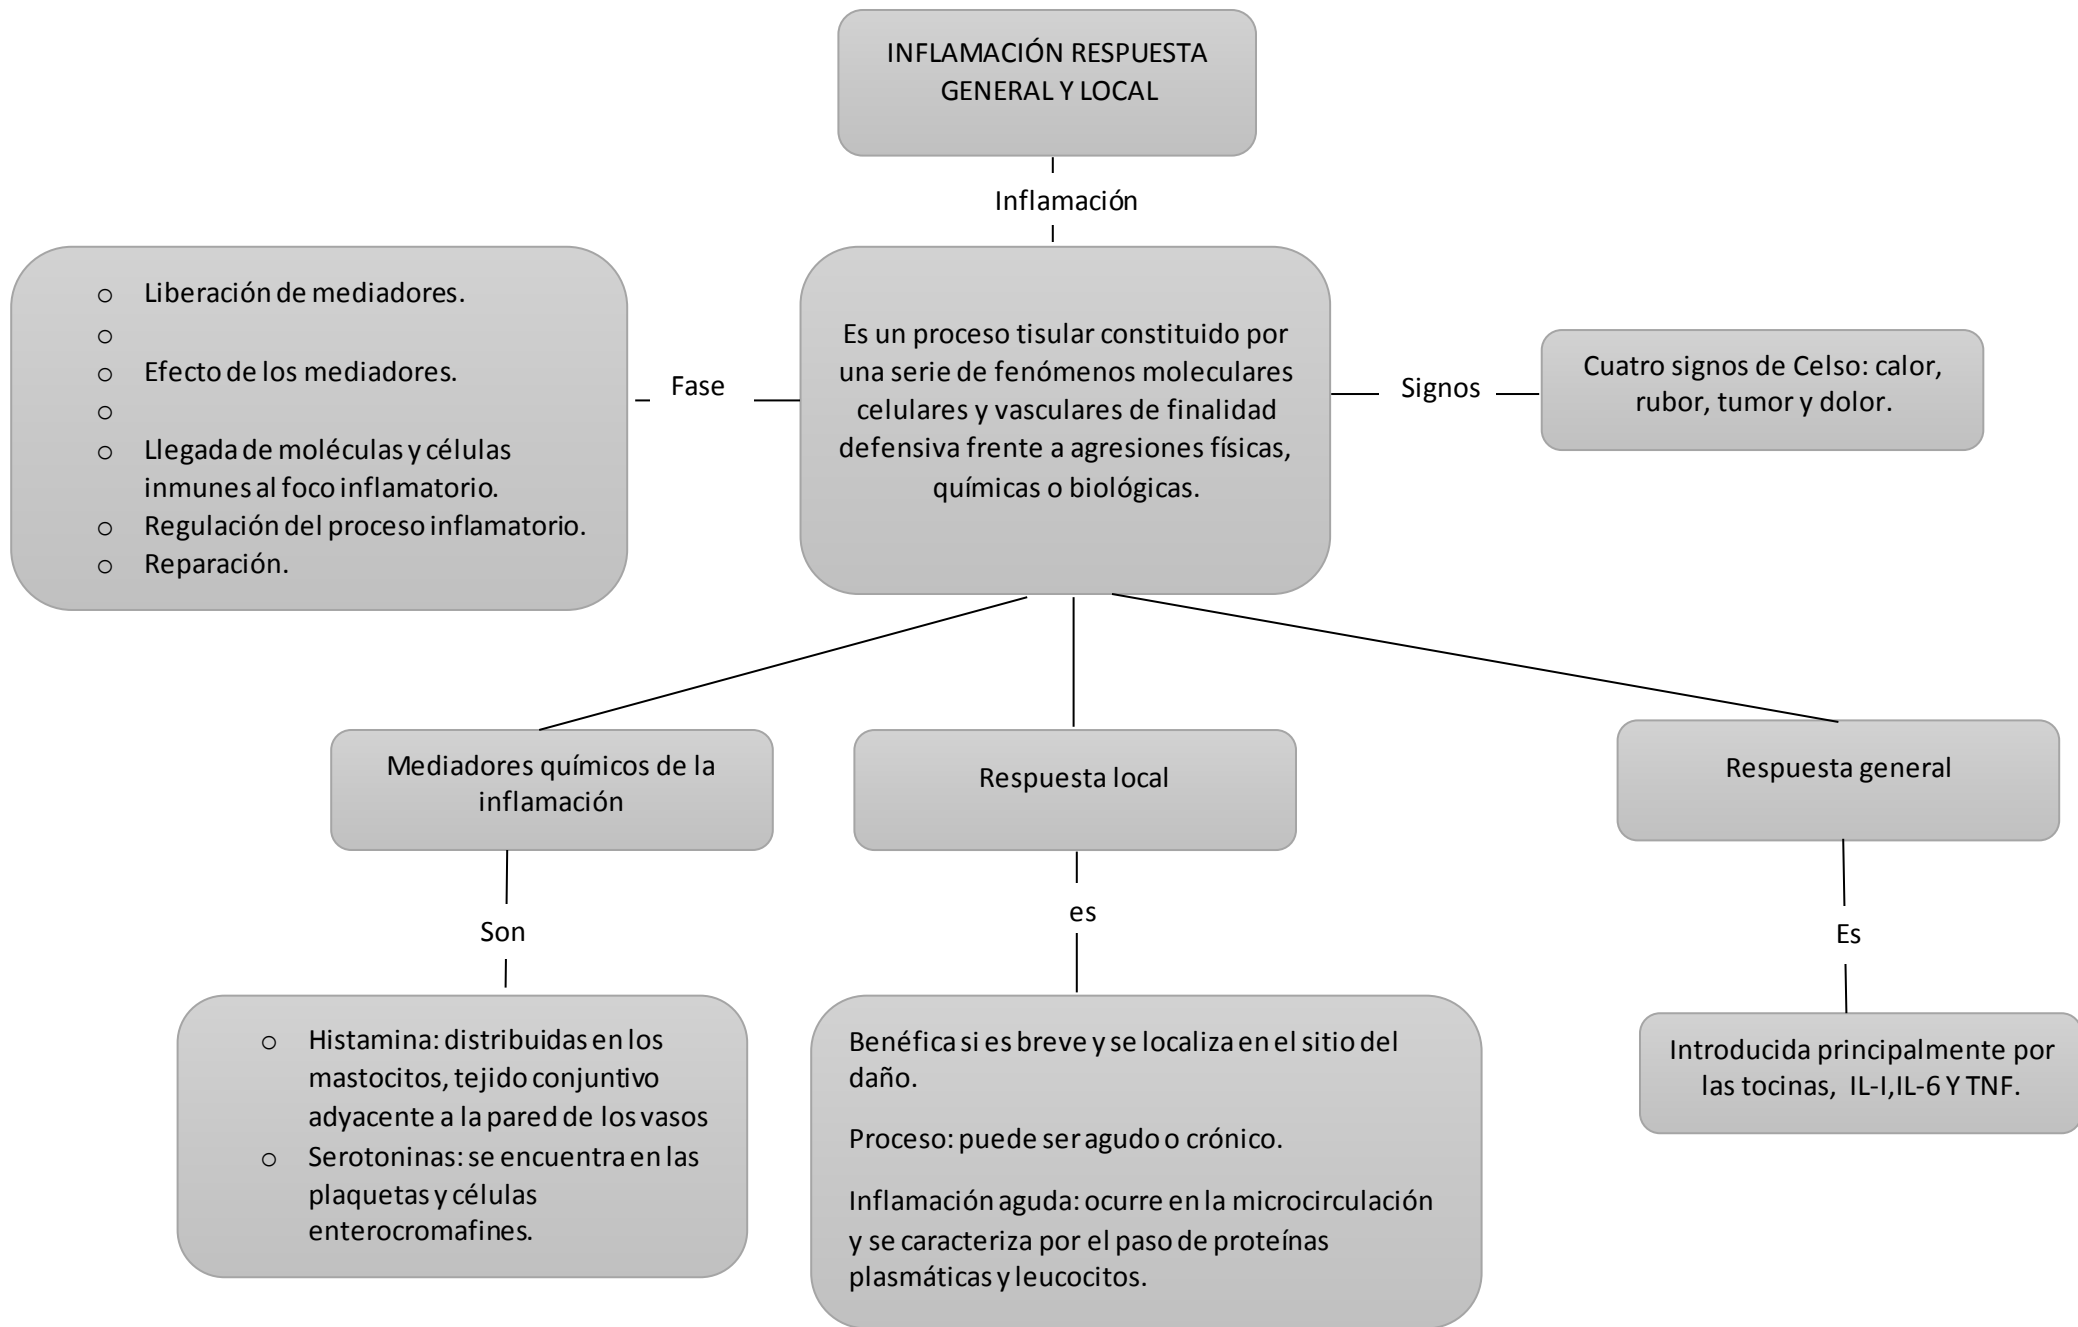 INFLAMACIÓN RESPUESTA
GENERAL Y LOCAL
Inflamación
o Liberación de mediadores.
o
o Efecto de los mediadores.
o
o Llegada de moléculas y células
inmunes al foco inflamatorio.
o Regulación del proceso inflamatorio.
o Reparación.
Fase
Es un proceso tisular constituido por
una serie de fenómenos moleculares
celulares y vasculares de finalidad
defensiva frente a agresiones físicas,
químicas o biológicas.
Signos
Cuatro signos de Celso: calor,
rubor, tumor y dolor.
Mediadores químicos de la
inflamación
Respuesta local
Respuesta general
Son
es
Es
o Histamina: distribuidas en los
mastocitos, tejido conjuntivo
adyacente a la pared de los vasos
o Serotoninas: se encuentra en las
plaquetas y células
enterocromafines.
Benéfica si es breve y se localiza en el sitio del
daño.
Proceso: puede ser agudo o crónico.
Inflamación aguda: ocurre en la microcirculación
y se caracteriza por el paso de proteínas
plasmáticas y leucocitos.
Introducida principalmente por
las tocinas, IL-I,IL-6 Y TNF.